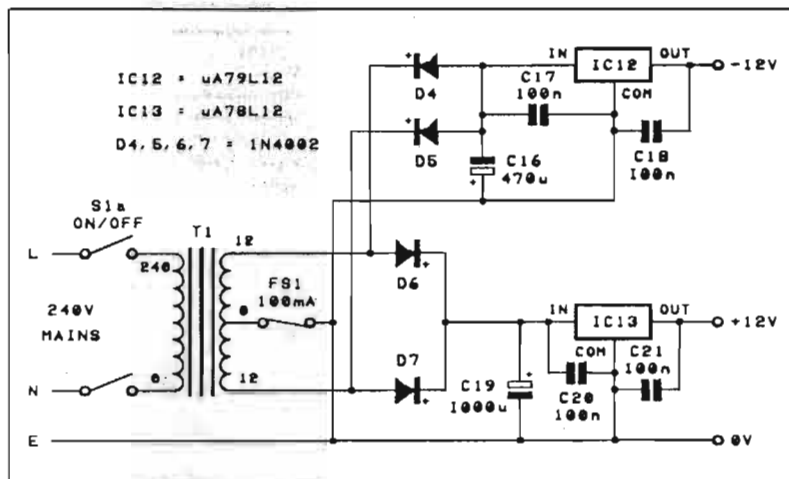 IC12 = uA79L12
IC13 = uA78L12
D4,5,6,7 = 1N4002
IN
IC12
OUT
-12V
COM
C17
100n
C18
100n
+
D4
+
D5
C16
470u
+
S1a
ON/OFF
T1
L
240
12
240V
MAINS
0
FS1
100mA
N
0
12
E
D6
+
D7
+
C19
1000u
+
IN
IC13
OUT
+12V
COM
C20
100n
C21
100n
0V